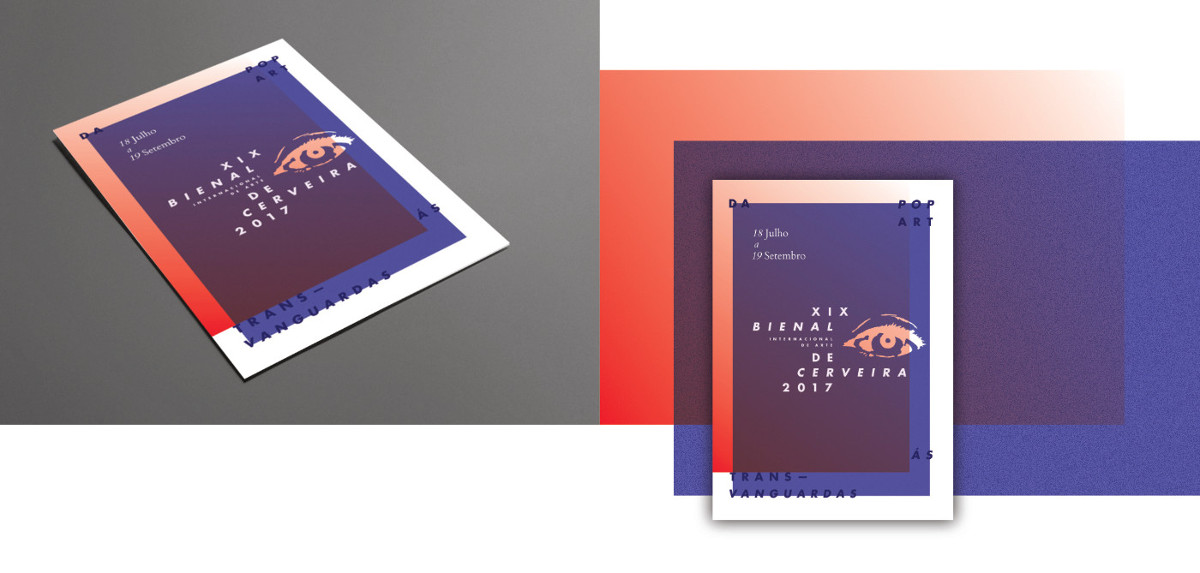 DA
POP
ART
18 Julho
a
19 Setembro
XIX
BIENAL
INTERNACIONAL
DE ARTE
DE
CERVEIRA
2017
ÁS
TRANS—
VANGUARDAS
DA
POP
ART
18 Julho
a
19 Setembro
XIX
BIENAL
INTERNACIONAL
DE ARTE
DE
CERVEIRA
2017
ÁS
TRANS—
VANGUARDAS